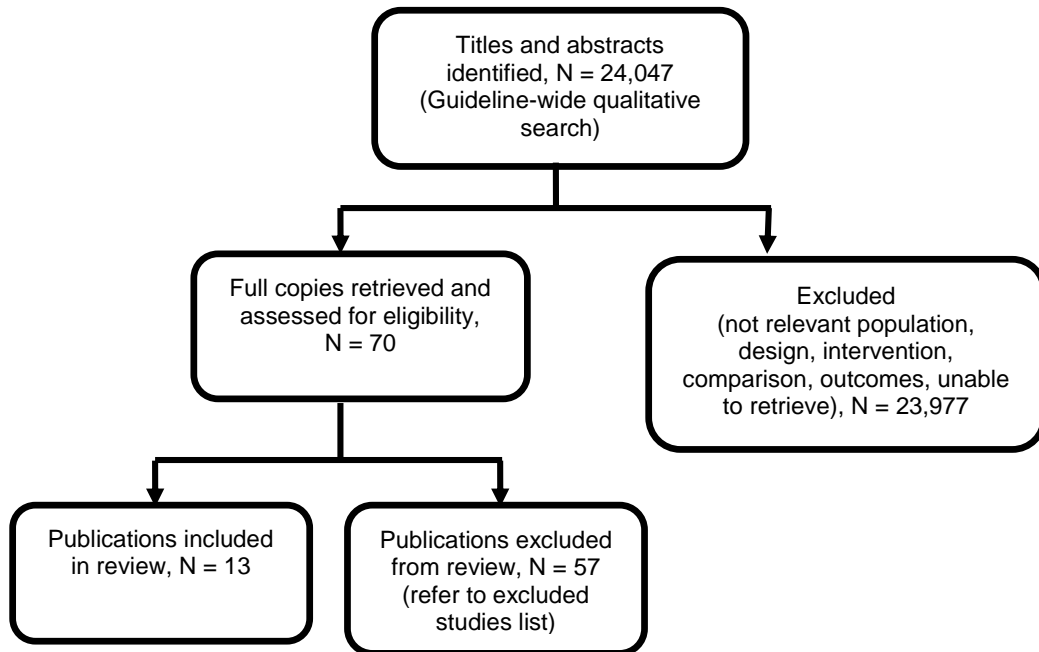 Titles and abstracts
identified, N = 24,047
(Guideline-wide qualitative
search)
Full copies retrieved and
assessed for eligibility,
N = 70
Excluded
(not relevant population,
design, intervention,
comparison, outcomes, unable
to retrieve), N = 23,977
Publications included
in review, N = 13
Publications excluded
from review, N = 57
(refer to excluded
studies list)